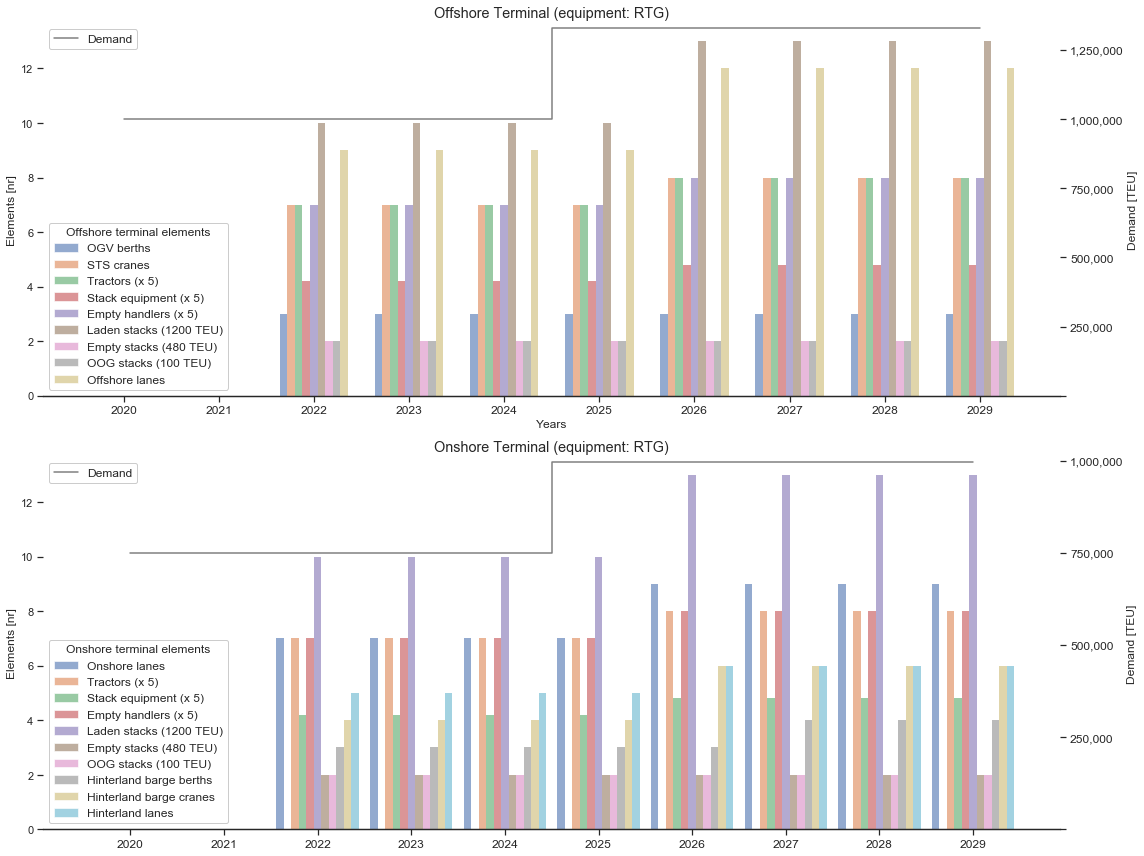 Offshore Terminal (equipment: RTG)
Demand
12
10
8
6
4
2
0
Elements [nr]
Offshore terminal elements
OGV berths
STS cranes
Tractors (x 5)
Stack equipment (x 5)
Empty handlers (x 5)
Laden stacks (1200 TEU)
Empty stacks (480 TEU)
OOG stacks (100 TEU)
Offshore lanes
1,250,000
1,000,000
750,000
500,000
250,000
Demand [TEU]
2020 2021 2022 2023 2024 2025 2026 2027 2028 2029
Years
Onshore Terminal (equipment: RTG)
Demand
12
10
8
6
4
2
0
Elements [nr]
Onshore terminal elements
Onshore lanes
Tractors (x 5)
Stack equipment (x 5)
Empty handlers (x 5)
Laden stacks (1200 TEU)
Empty stacks (480 TEU)
OOG stacks (100 TEU)
Hinterland barge berths
Hinterland barge cranes
Hinterland lanes
1,000,000
750,000
500,000
250,000
Demand [TEU]
2020 2021 2022 2023 2024 2025 2026 2027 2028 2029